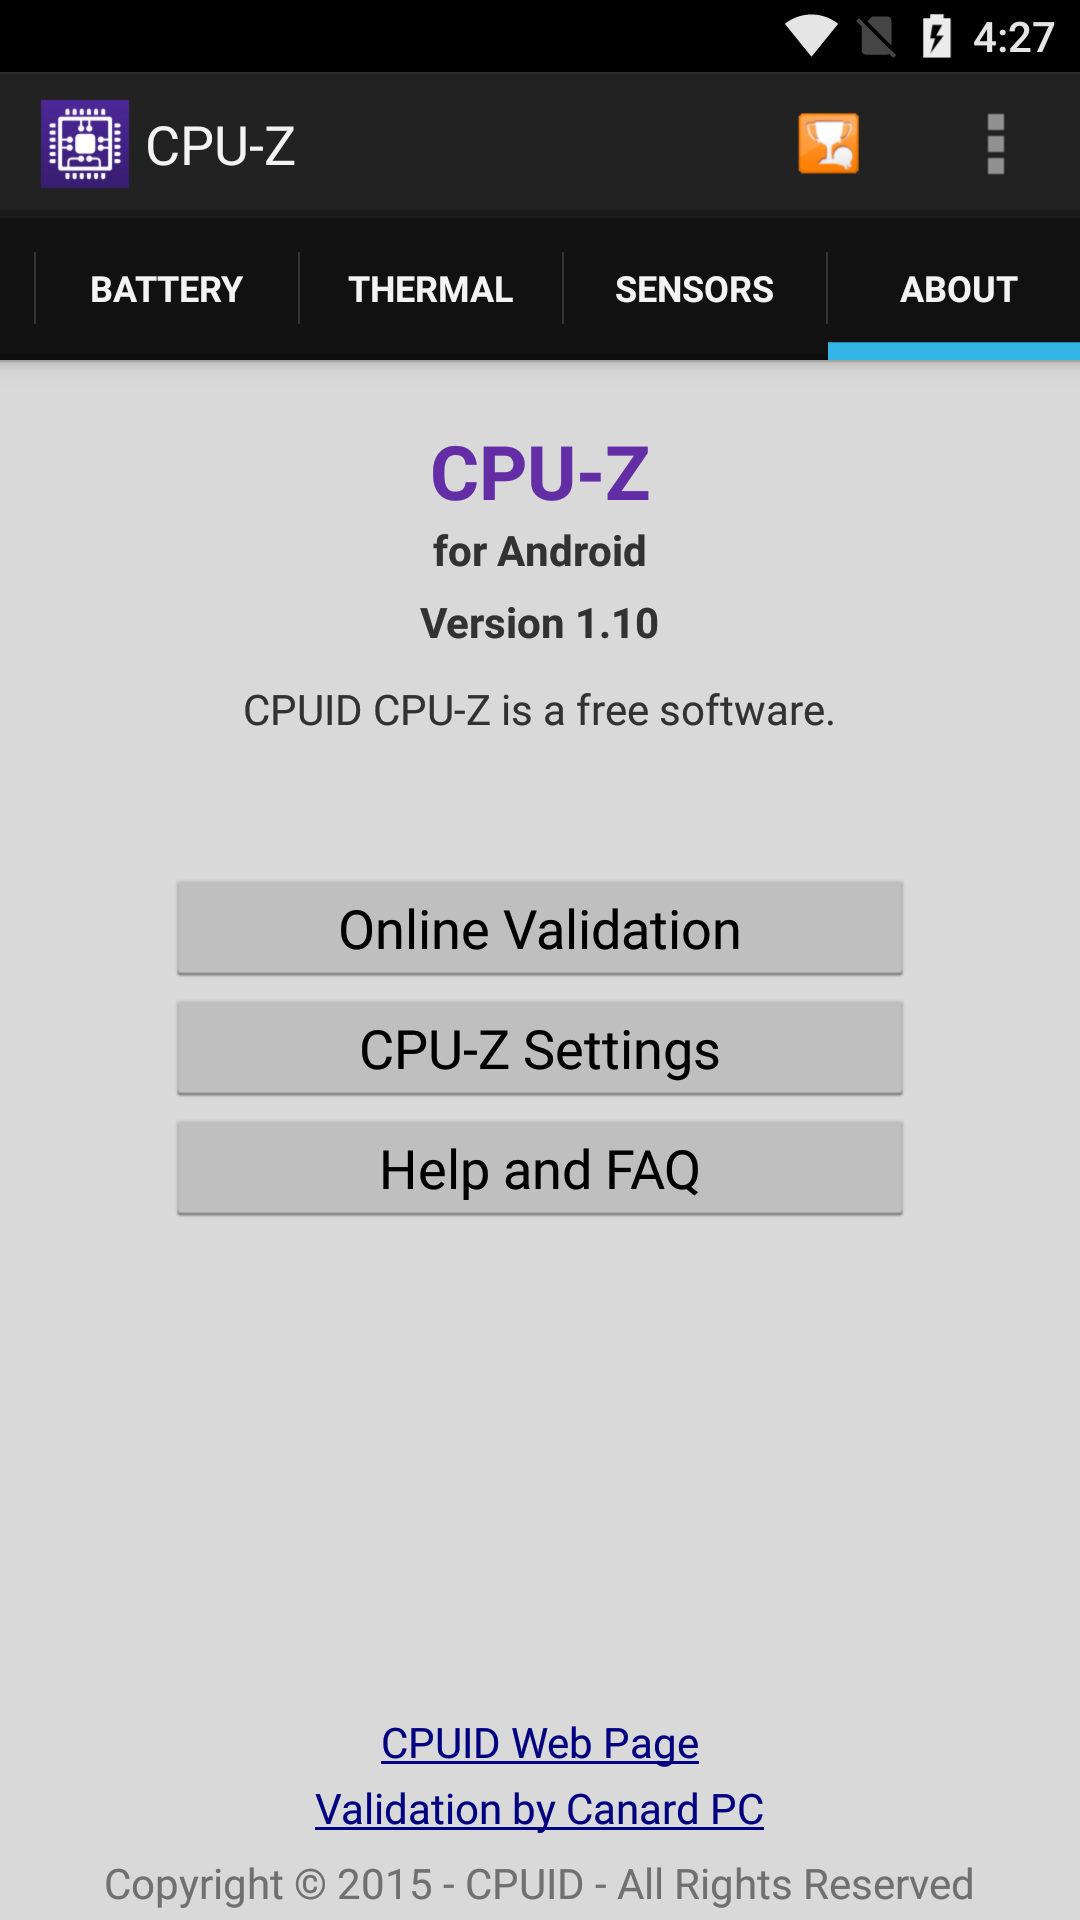 4:27
CPU-Z
BATTERY THERMAL SENSORS ABOUT
CPU-Z
for Android
Version 1.10
CPUID CPU-Z is a free software.
Online Validation
CPU-Z Settings
Help and FAQ
CPUID Web Page
Validation by Canard PC
Copyright © 2015 - CPUID - All Rights Reserved